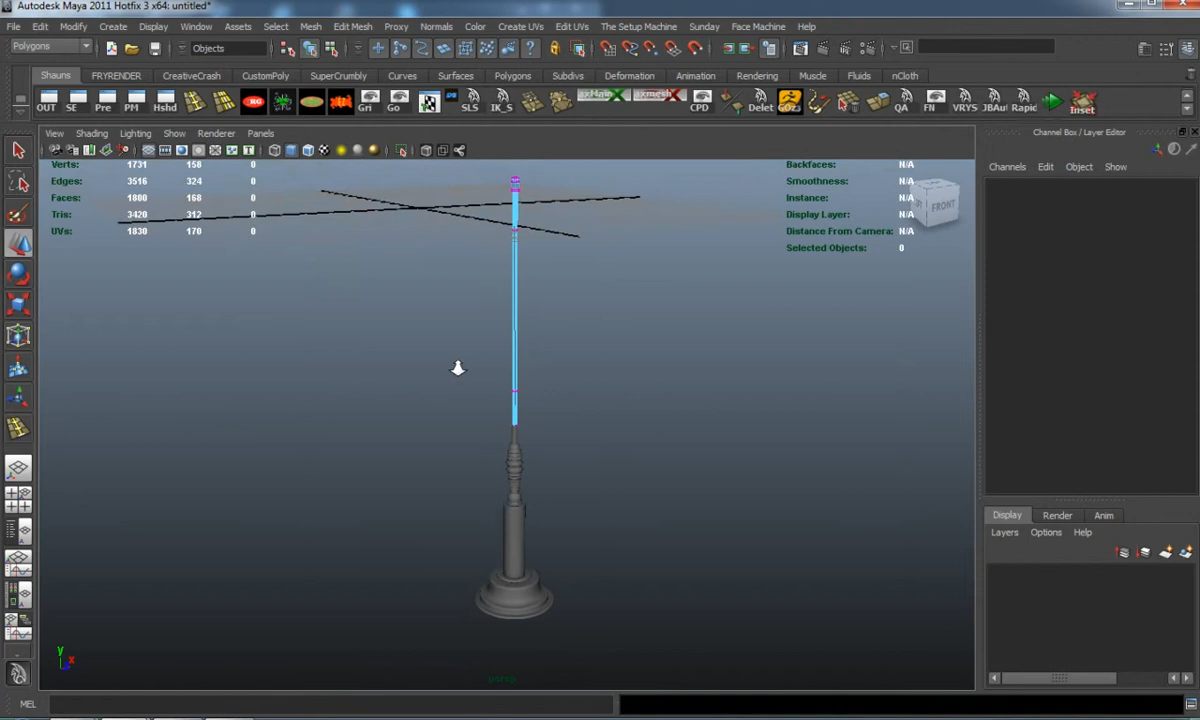 Autodesk Maya 2011 Hotfix 3 x64: untitled*
File Edit Modify Create Display Window Assets Select Mesh Edit Mesh Proxy Normals Color Create UVs Edit UVs The Setup Machine Sunday Face Machine Help
Polygons Objects
Shauns FRYRENDER CreativeCrash CustomPoly SuperCrumbly Curves Surfaces Polygons Subdivs Deformation Animation Rendering Muscle Fluids nCloth
OUT SE Pre PM Hshd Gri Go SLS IK_S CPD Delet GOz QA FN VRYS JBAu Rapic Inset
View Shading Lighting Show Renderer Panels
Channel Box / Layer Editor
Channels Edit Object Show
Verts: 1731 158 0
Edges: 3516 324 0
Faces: 1800 168 0
Tris: 3420 312 0
UVs: 1830 170 0
Backfaces: N/A
Smoothness: N/A
Instance: N/A
Display Layer: N/A
Distance From Camera: N/A
Selected Objects: 0
FRONT
Display Render Anim
Layers Options Help
y
x
persp
MEL